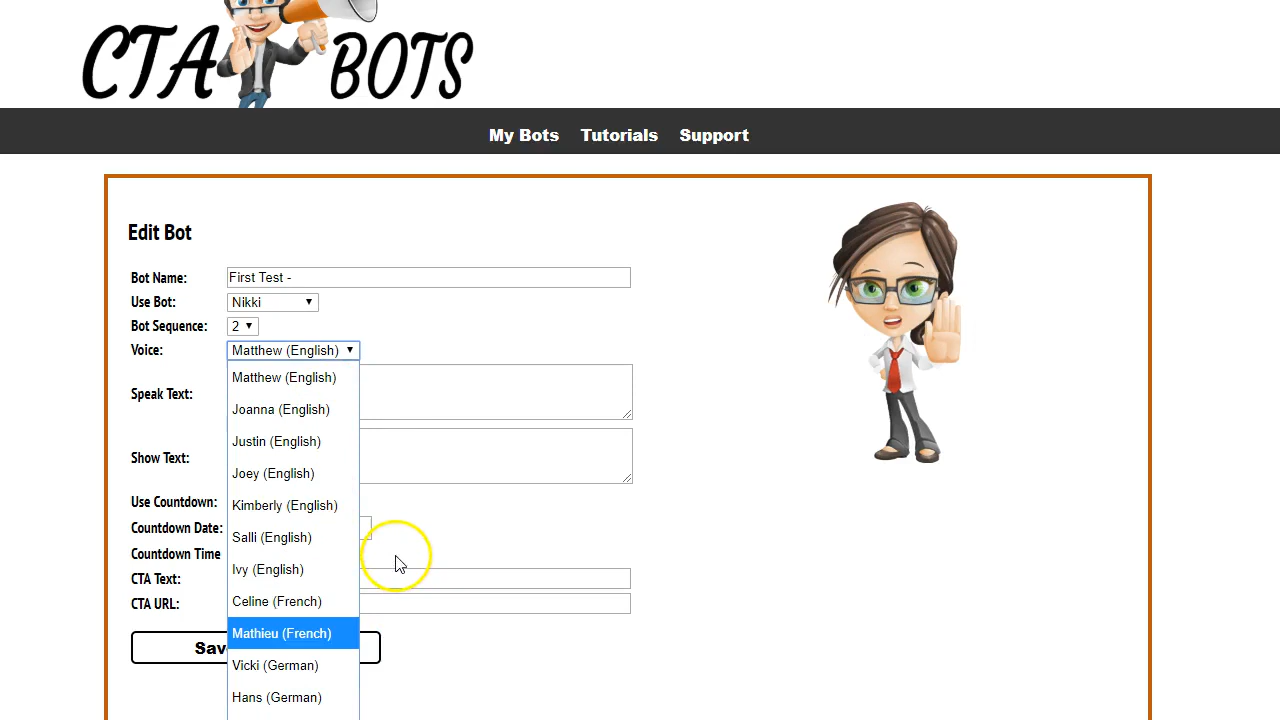 CTA BOTS
My Bots Tutorials Support
Edit Bot
Bot Name: First Test -
Use Bot: Nikki
Bot Sequence: 2
Voice: Matthew (English)
Matthew (English)
Speak Text:
Joanna (English)
Justin (English)
Show Text:
Joey (English)
Use Countdown:
Kimberly (English)
Countdown Date:
Salli (English)
Countdown Time
Ivy (English)
CTA Text:
CTA URL:
Celine (French)
Mathieu (French)
Sav
Vicki (German)
Hans (German)